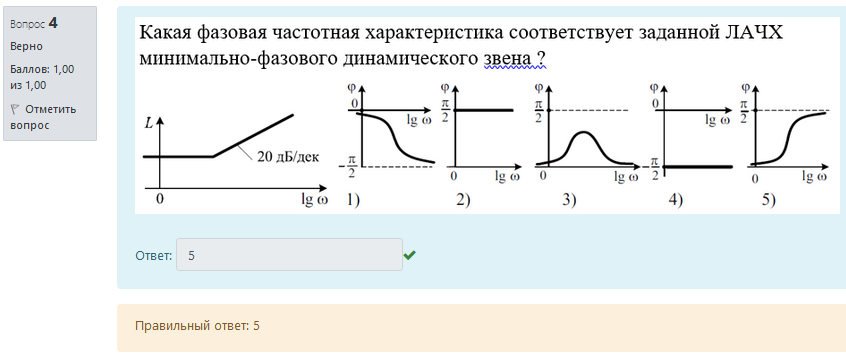 Вопрос 4
Верно
Баллов: 1,00
из 1,00
Отметить
вопрос
Какая фазовая частотная характеристика соответствует заданной ЛАЧХ
минимально-фазового динамического звена ?
L
20 дБ/дек
0
lg ω
φ
0
lg ω
-π/2
1)
φ
π/2
0
lg ω
2)
φ
π/2
0
lg ω
3)
φ
0
lg ω
-π/2
4)
φ
π/2
0
lg ω
5)
Ответ: 5
Правильный ответ: 5